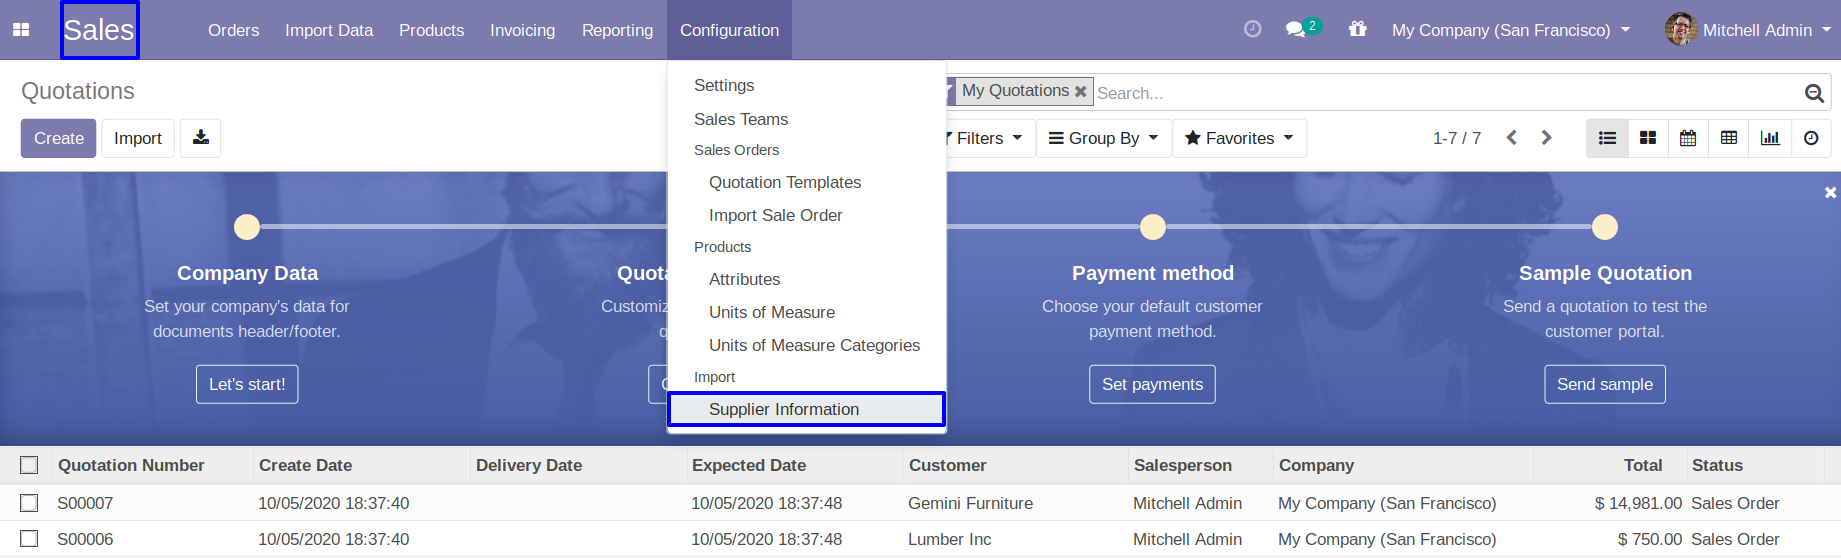 Sales Orders Import Data Products Invoicing Reporting Configuration 2 My Company (San Francisco) Mitchell Admin
Quotations
My Quotations Search...
Create Import
Filters Group By Favorites 1-7 / 7
Settings
Sales Teams
Sales Orders
Quotation Templates
Import Sale Order
Products
Attributes
Units of Measure
Units of Measure Categories
Import
Supplier Information
Company Data
Set your company's data for
documents header/footer.
Let's start!
Quota
Customiz
q
Payment method
Choose your default customer
payment method.
Set payments
Sample Quotation
Send a quotation to test the
customer portal.
Send sample
Quotation Number Create Date Delivery Date Expected Date Customer Salesperson Company Total Status
S00007 10/05/2020 18:37:40 10/05/2020 18:37:48 Gemini Furniture Mitchell Admin My Company (San Francisco) $ 14,981.00 Sales Order
S00006 10/05/2020 18:37:40 10/05/2020 18:37:48 Lumber Inc Mitchell Admin My Company (San Francisco) $ 750.00 Sales Order